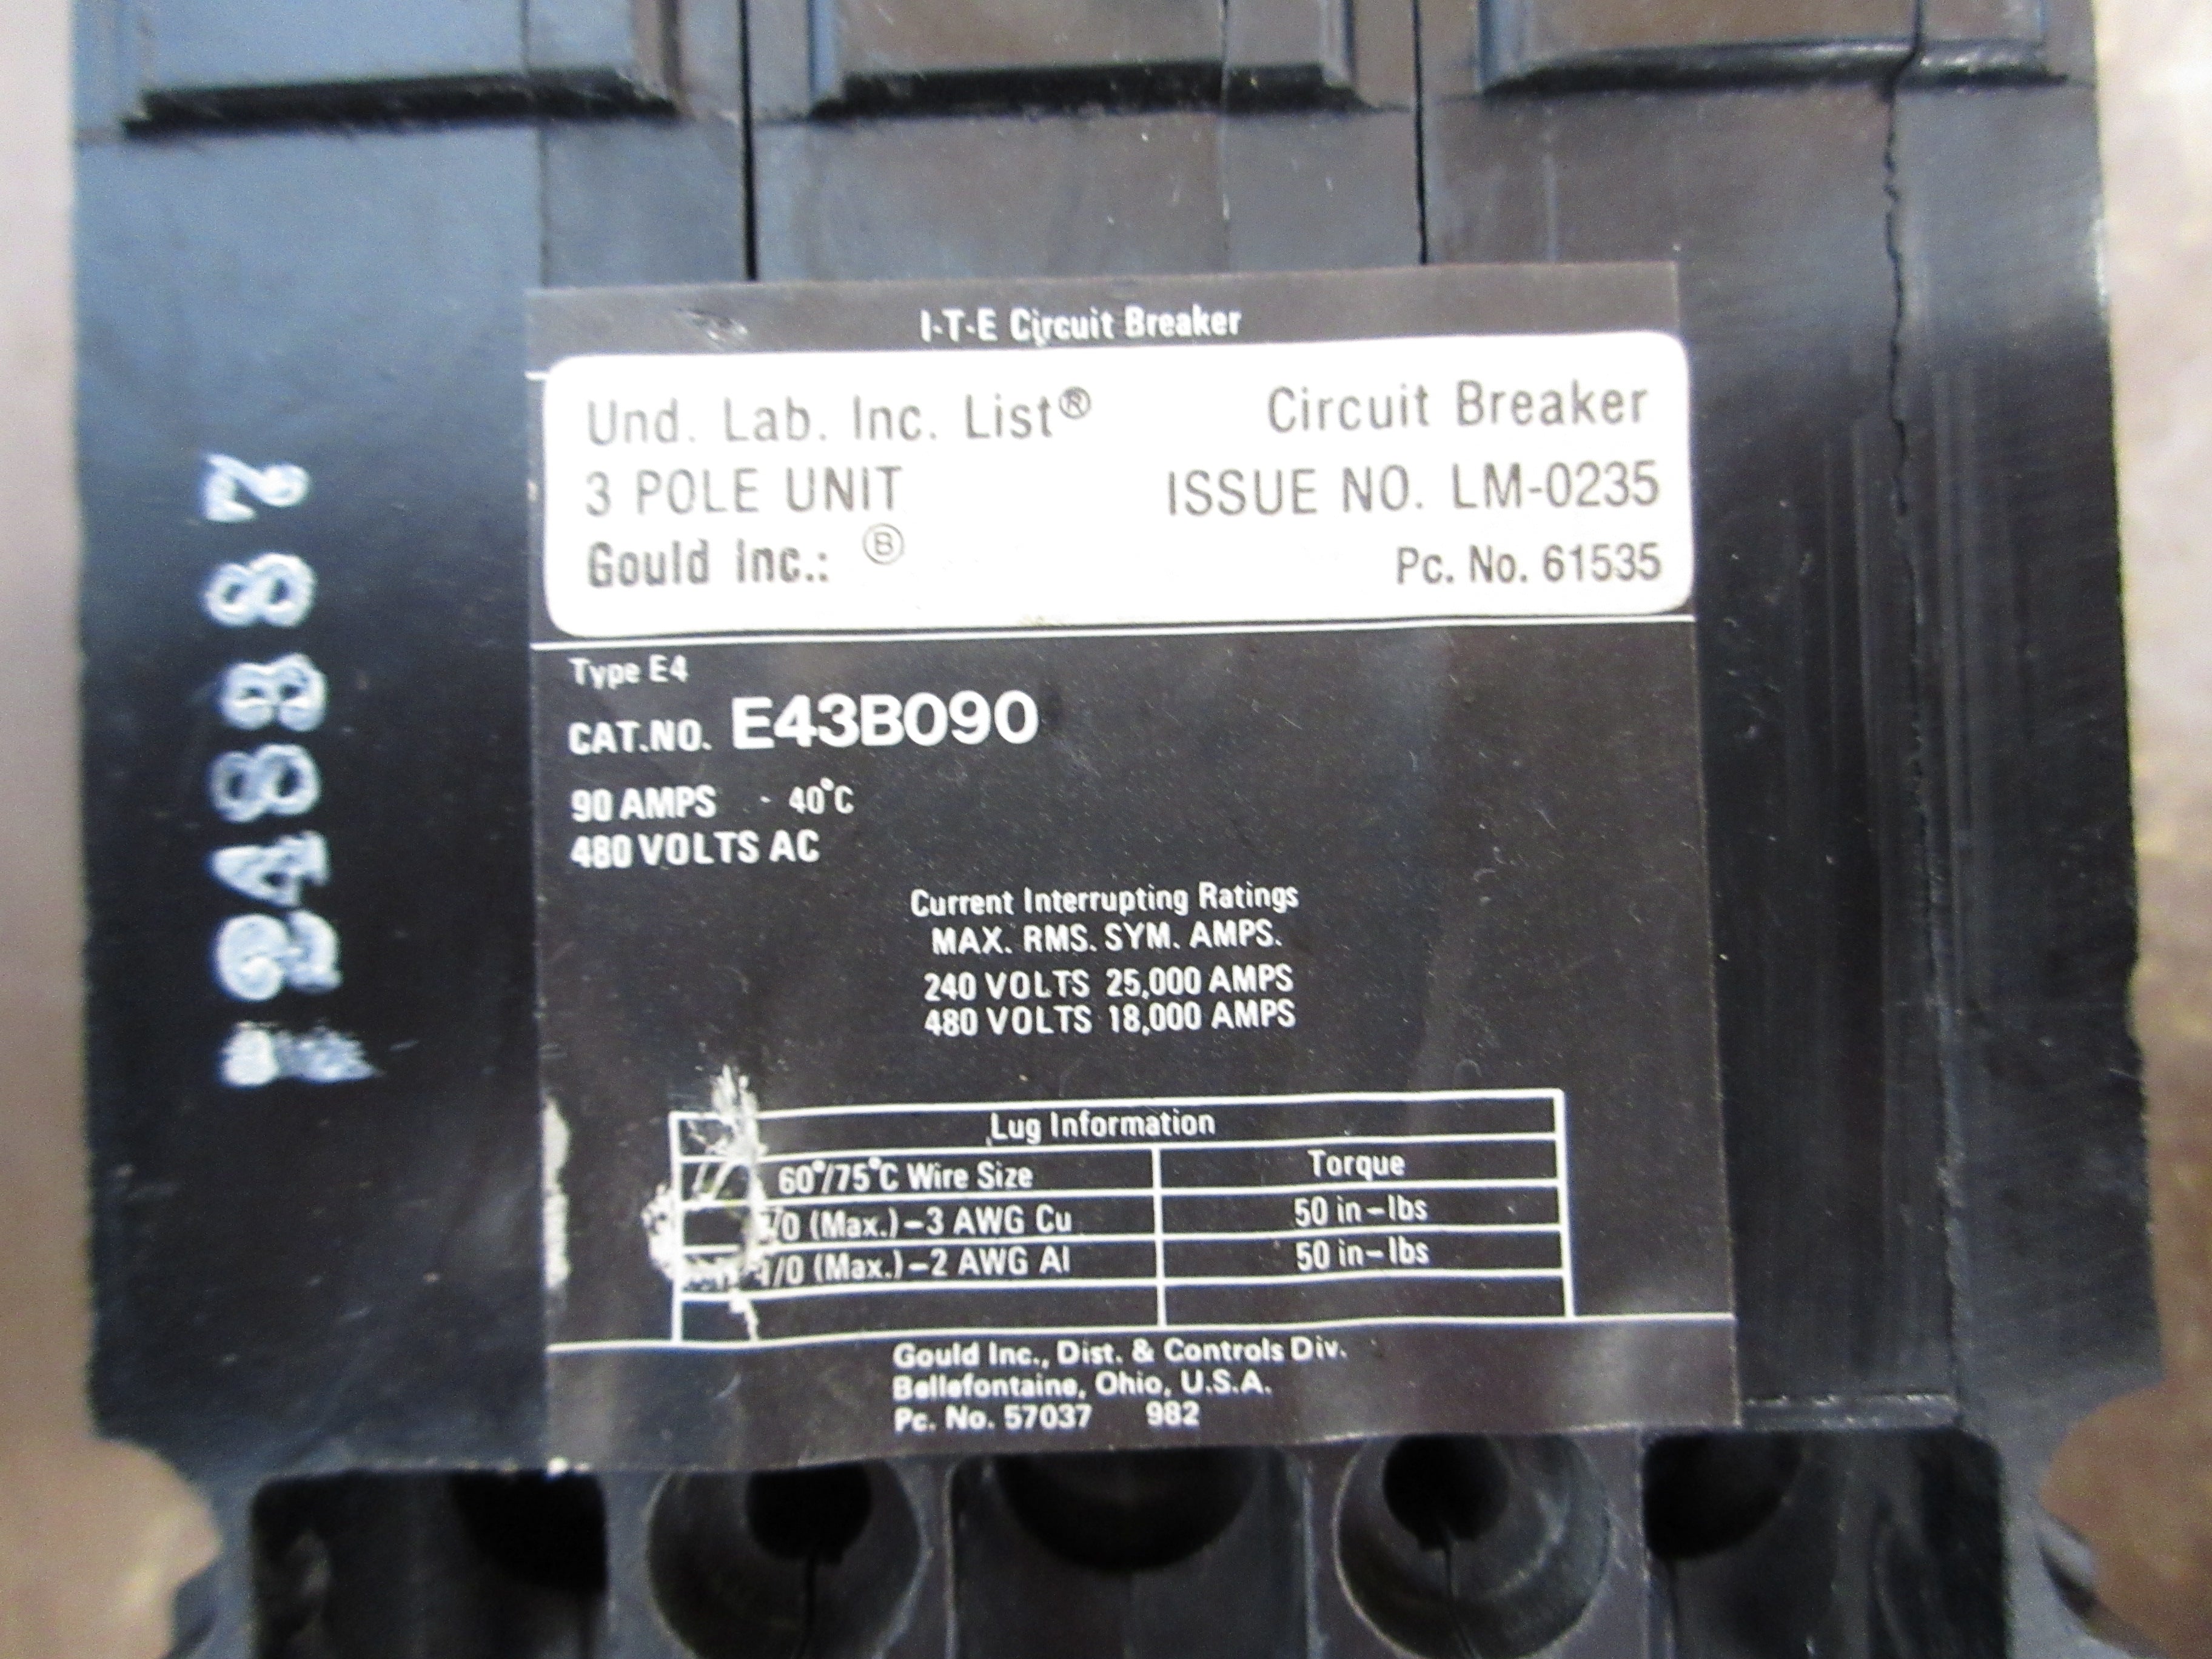 I-T-E Circuit Breaker
Und. Lab. Inc. List® Circuit Breaker
3 POLE UNIT ISSUE NO. LM-0235
Gould Inc.: Ⓑ Pc. No. 61535
Type E4
CAT.NO. E43B090
90 AMPS - 40°C
480 VOLTS AC
Current Interrupting Ratings
MAX. RMS. SYM. AMPS.
240 VOLTS 25,000 AMPS
480 VOLTS 18,000 AMPS
Lug Information
60°/75°C Wire Size Torque
(Max.)-3 AWG Cu 50 in-lbs
1/0 (Max.)-2 AWG Al 50 in-lbs
Gould Inc., Dist. & Controls Div.
Bellefontaine, Ohio, U.S.A.
Pc. No. 57037 982